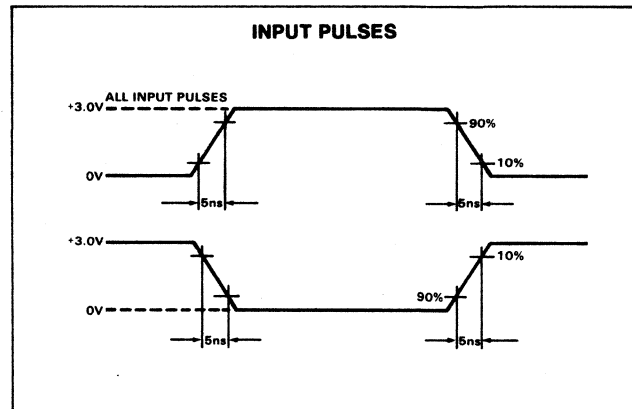 INPUT PULSES
ALL INPUT PULSES
+3.0V
90%
10%
0V
5ns
5ns
+3.0V
10%
90%
0V
5ns
5ns